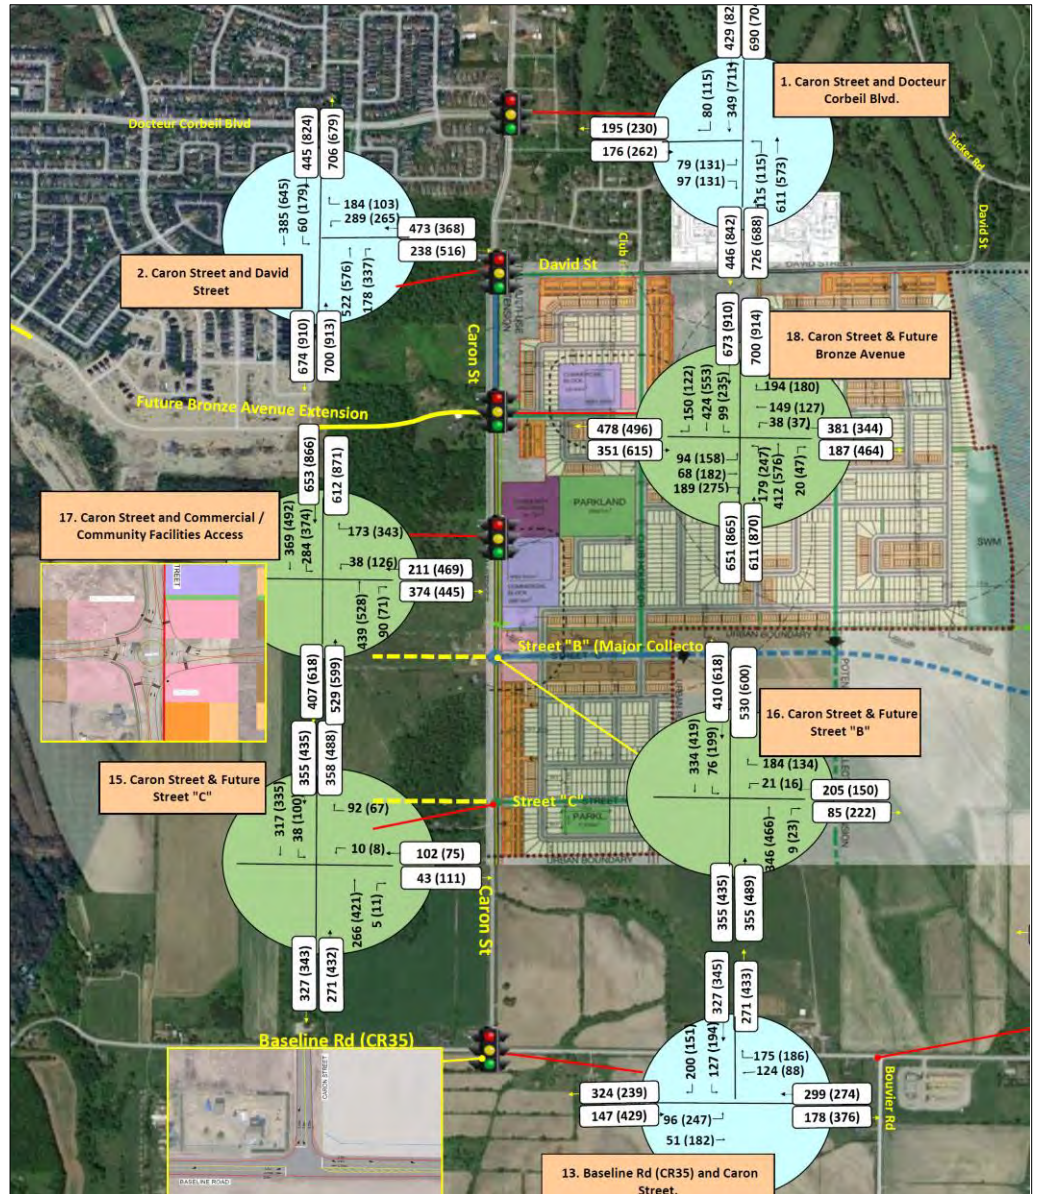 429 (82
690 (70
80 (115)
349 (711)
1. Caron Street and Docteur
Corbeil Blvd.
195 (230)
176 (262)
79 (131)
97 (131)
115 (115)
611 (573)
446 (842)
726 (688)
Docteur Corbeil Blvd
Tucker Rd
David St
445 (824)
706 (679)
385 (645)
60 (179)
184 (103)
289 (265)
473 (368)
238 (516)
2. Caron Street and David
Street
522 (576)
178 (337)
674 (910)
700 (913)
David St
DAVID STREET
Club
Caron St
673 (910)
700 (914)
18. Caron Street & Future
Bronze Avenue
150 (122)
424 (553)
99 (235)
194 (180)
149 (127)
38 (37)
478 (496)
351 (615)
381 (344)
187 (464)
94 (158)
68 (182)
189 (275)
179 (247)
412 (576)
20 (47)
651 (865)
611 (870)
Future Bronze Avenue Extension
COMMERCIAL
BLOCK
PARKLAND
SWM
653 (866)
612 (871)
17. Caron Street and Commercial /
Community Facilities Access
369 (492)
284 (374)
173 (343)
38 (126)
211 (469)
374 (445)
439 (528)
90 (71)
407 (618)
529 (599)
STREET
COMMERCIAL
BLOCK
URBAN BOUNDARY
Street "B" (Major Collecto
410 (618)
530 (600)
16. Caron Street & Future
Street "B"
334 (419)
76 (199)
184 (134)
21 (16)
205 (150)
85 (222)
346 (466)
9 (23)
355 (435)
355 (489)
355 (435)
358 (488)
15. Caron Street & Future
Street "C"
317 (335)
38 (100)
92 (67)
10 (8)
102 (75)
43 (111)
266 (421)
5 (11)
327 (343)
271 (432)
Street "C"
PARKL.
URBAN BOUNDARY
Caron St
327 (345)
271 (433)
Baseline Rd (CR35)
200 (151)
127 (194)
175 (186)
124 (88)
324 (239)
147 (429)
299 (274)
178 (376)
96 (247)
51 (182)
Bouvier Rd
CARON STREET
BASELINE ROAD
13. Baseline Rd (CR35) and Caron
Street.